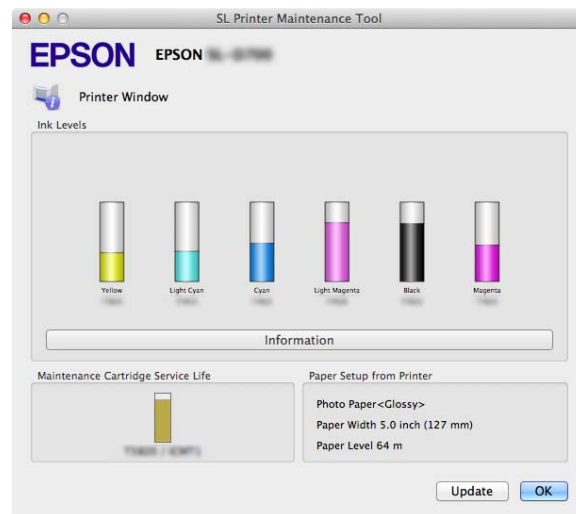 SL Printer Maintenance Tool
EPSON EPSON
Printer Window
Ink Levels
Yellow Light Cyan Cyan Light Magenta Black Magenta
Information
Maintenance Cartridge Service Life Paper Setup from Printer
Photo Paper<Glossy>
Paper Width 5.0 inch (127 mm)
Paper Level 64 m
Update OK